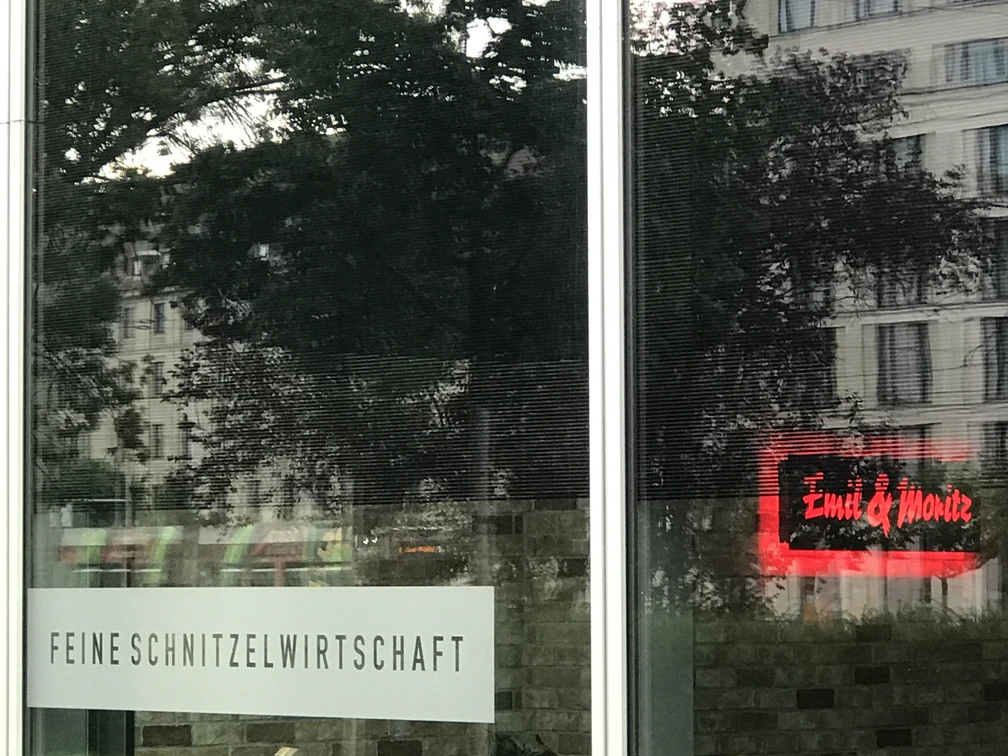 FEINE SCHNITZELWIRTSCHAFT
Emil & Moritz